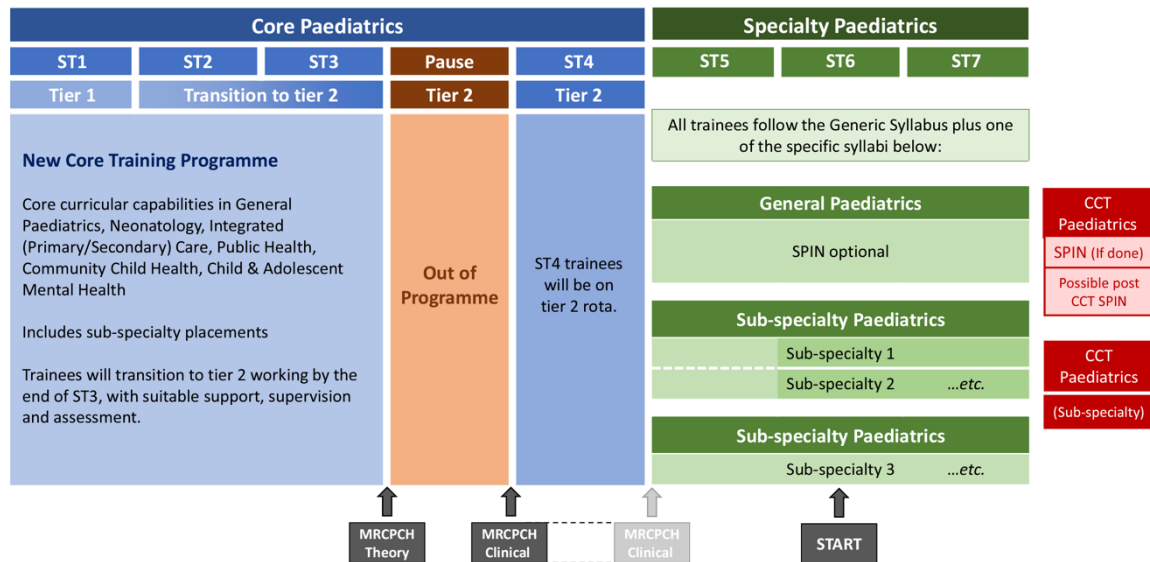 Core Paediatrics
Specialty Paediatrics
ST1
ST2
ST3
Pause
ST4
ST5
ST6
ST7
Tier 1
Transition to tier 2
Tier 2
Tier 2
New Core Training Programme
Core curricular capabilities in General
Paediatrics, Neonatology, Integrated
(Primary/Secondary) Care, Public Health,
Community Child Health, Child & Adolescent
Mental Health
Includes sub-specialty placements
Trainees will transition to tier 2 working by the
end of ST3, with suitable support, supervision
and assessment.
Out of
Programme
ST4 trainees
will be on
tier 2 rota.
All trainees follow the Generic Syllabus plus one
of the specific syllabi below:
General Paediatrics
SPIN optional
Sub-specialty Paediatrics
Sub-specialty 1
Sub-specialty 2 ...etc.
Sub-specialty Paediatrics
Sub-specialty 3 ...etc.
CCT
Paediatrics
SPIN (If done)
Possible post
CCT SPIN
CCT
Paediatrics
(Sub-specialty)
MRCPCH
Theory
MRCPCH
Clinical
MRCPCH
Clinical
START